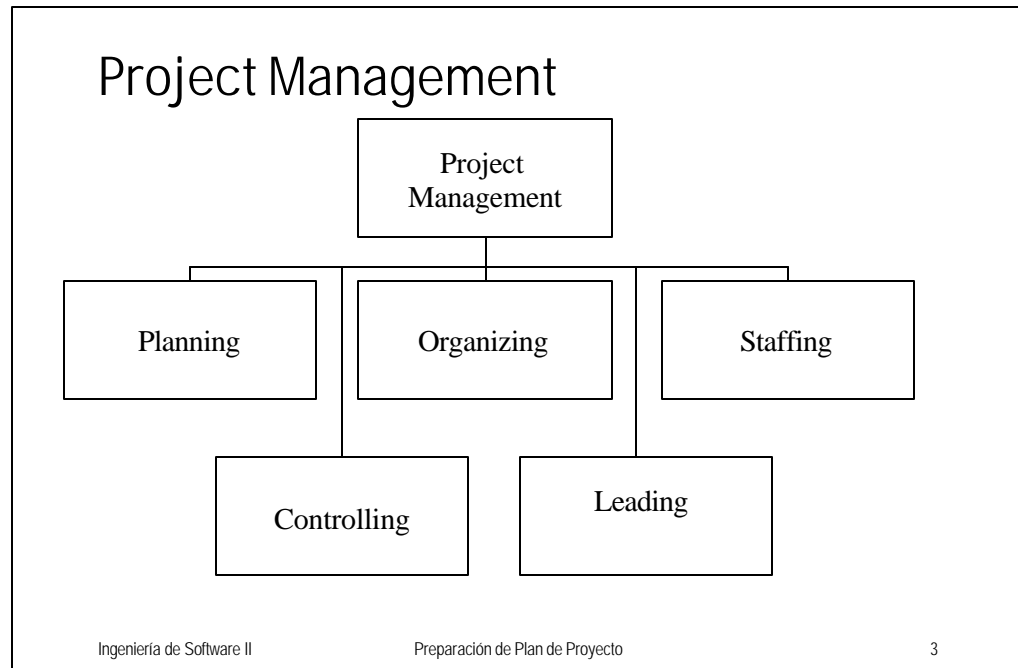 Project Management
Project
Management
Planning
Organizing
Staffing
Controlling
Leading
Ingeniería de Software II
Preparación de Plan de Proyecto
3